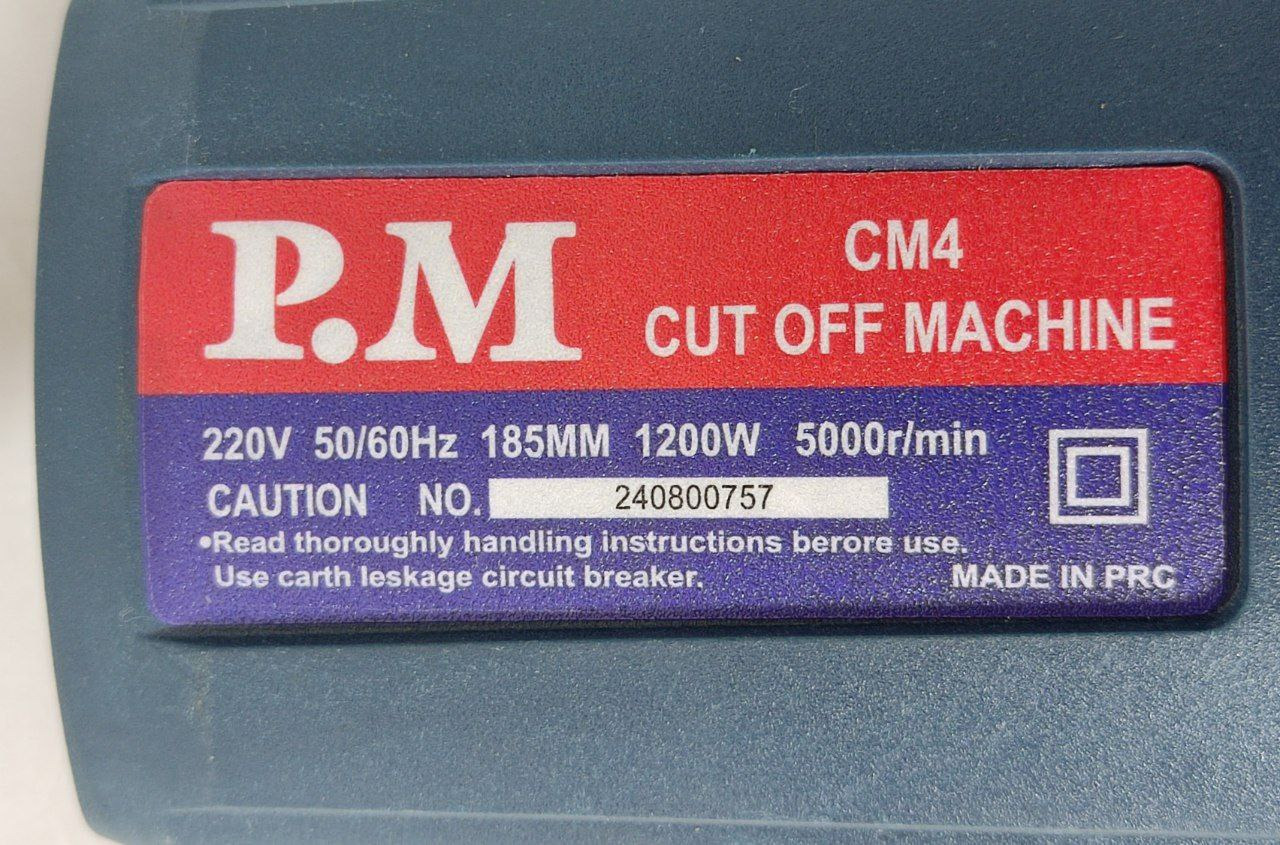 P.M
CM4
CUT OFF MACHINE
220V 50/60Hz 185MM 1200W 5000r/min
CAUTION NO. 240800757
•Read thoroughly handling instructions berore use.
Use carth leskage circuit breaker.
MADE IN PRC